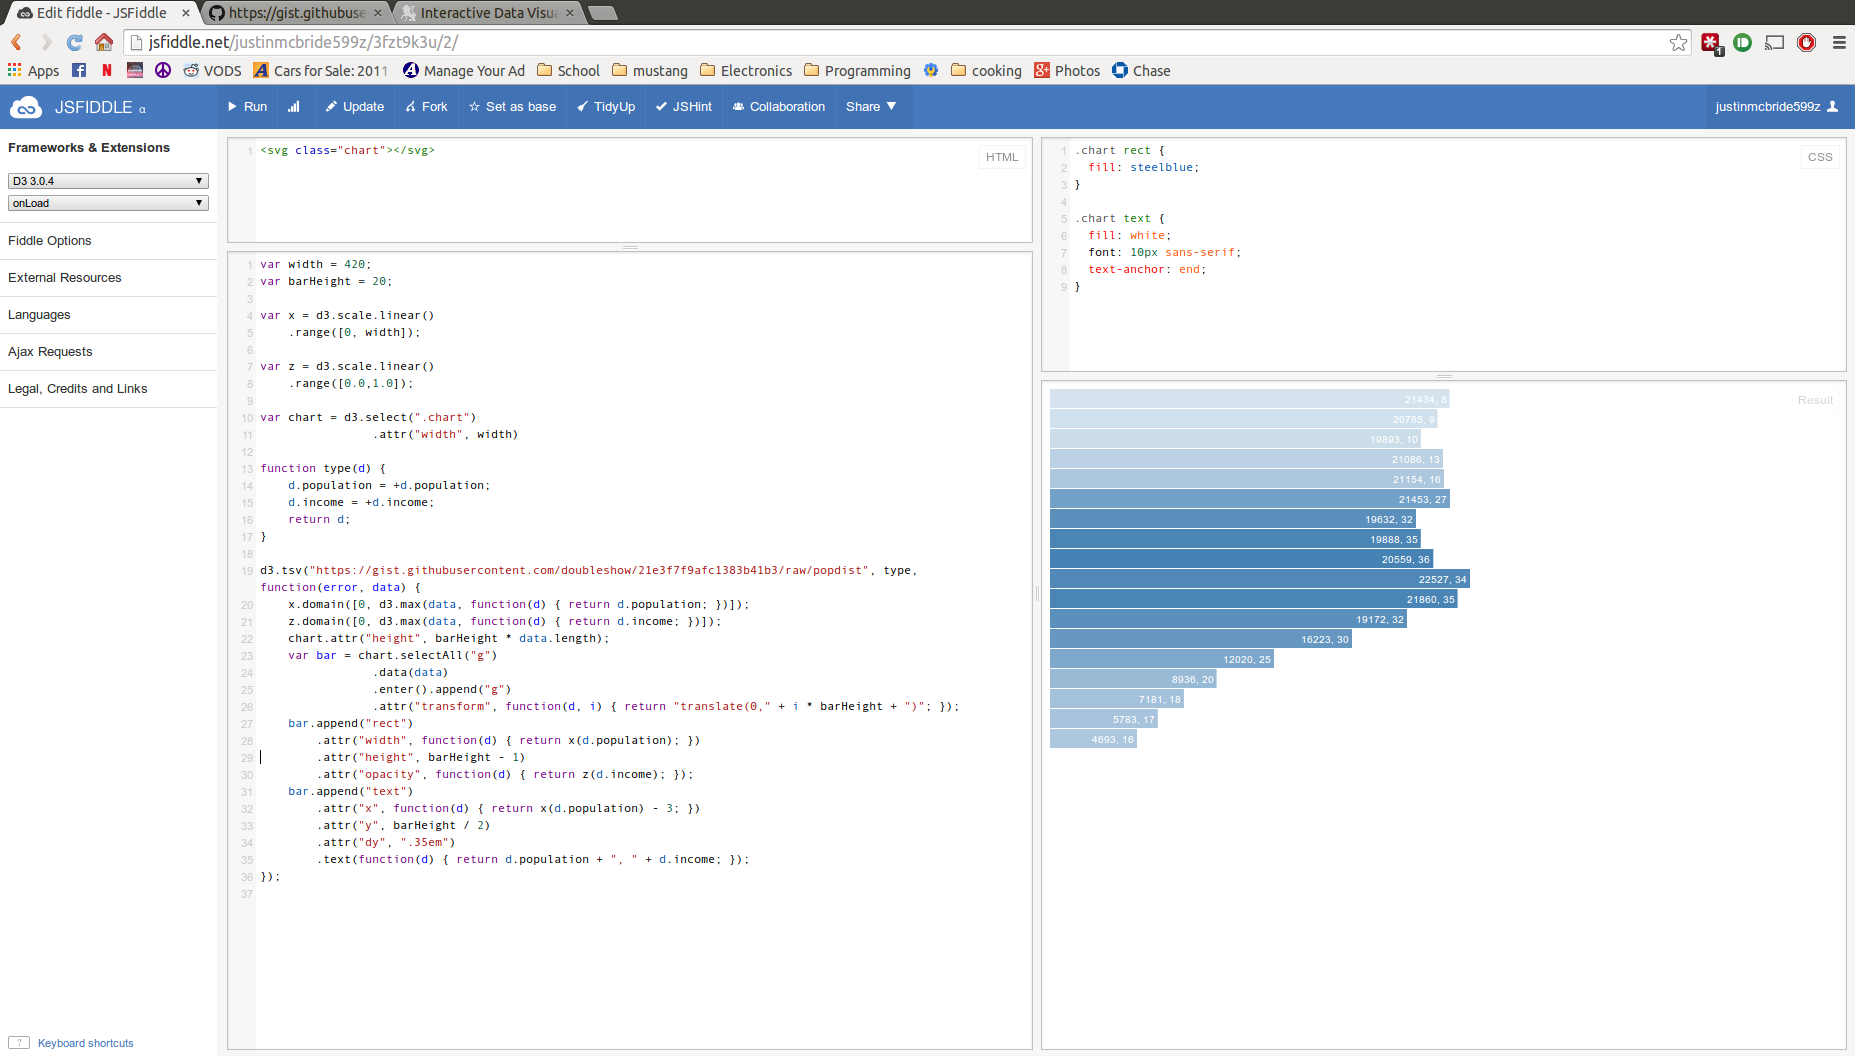 Edit fiddle - JSFiddle
https://gist.githubuse
Interactive Data Visu
jsfiddle.net/justinmcbride599z/3fzt9k3u/2/
1
Apps
VODS
Cars for Sale: 2011
Manage Your Ad
School
mustang
Electronics
Programming
cooking
Photos
Chase
JSFIDDLE α
Run
Update
Fork
Set as base
TidyUp
JSHint
Collaboration
Share
justinmcbride599z
Frameworks & Extensions
D3 3.0.4
onLoad
Fiddle Options
External Resources
Languages
Ajax Requests
Legal, Credits and Links
? Keyboard shortcuts
1 <svg class="chart"></svg>
HTML
1 var width = 420;
2 var barHeight = 20;
3
4 var x = d3.scale.linear()
5 .range([0, width]);
6
7 var z = d3.scale.linear()
8 .range([0.0,1.0]);
9
10 var chart = d3.select(".chart")
11 .attr("width", width)
12
13 function type(d) {
14 d.population = +d.population;
15 d.income = +d.income;
16 return d;
17 }
18
19 d3.tsv("https://gist.githubusercontent.com/doubleshow/21e3f7f9afc1383b41b3/raw/popdist", type,
function(error, data) {
20 x.domain([0, d3.max(data, function(d) { return d.population; })]);
21 z.domain([0, d3.max(data, function(d) { return d.income; })]);
22 chart.attr("height", barHeight * data.length);
23 var bar = chart.selectAll("g")
24 .data(data)
25 .enter().append("g")
26 .attr("transform", function(d, i) { return "translate(0," + i * barHeight + ")"; });
27 bar.append("rect")
28 .attr("width", function(d) { return x(d.population); })
29 .attr("height", barHeight - 1)
30 .attr("opacity", function(d) { return z(d.income); });
31 bar.append("text")
32 .attr("x", function(d) { return x(d.population) - 3; })
33 .attr("y", barHeight / 2)
34 .attr("dy", ".35em")
35 .text(function(d) { return d.population + ", " + d.income; });
36 });
37
1 .chart rect {
2 fill: steelblue;
3 }
4
5 .chart text {
6 fill: white;
7 font: 10px sans-serif;
8 text-anchor: end;
9 }
CSS
Result
21434, 8
20785, 9
19893, 10
21086, 13
21154, 16
21453, 27
19632, 32
19888, 35
20559, 36
22527, 34
21860, 35
19172, 32
16223, 30
12020, 25
8936, 20
7181, 18
5783, 17
4693, 16